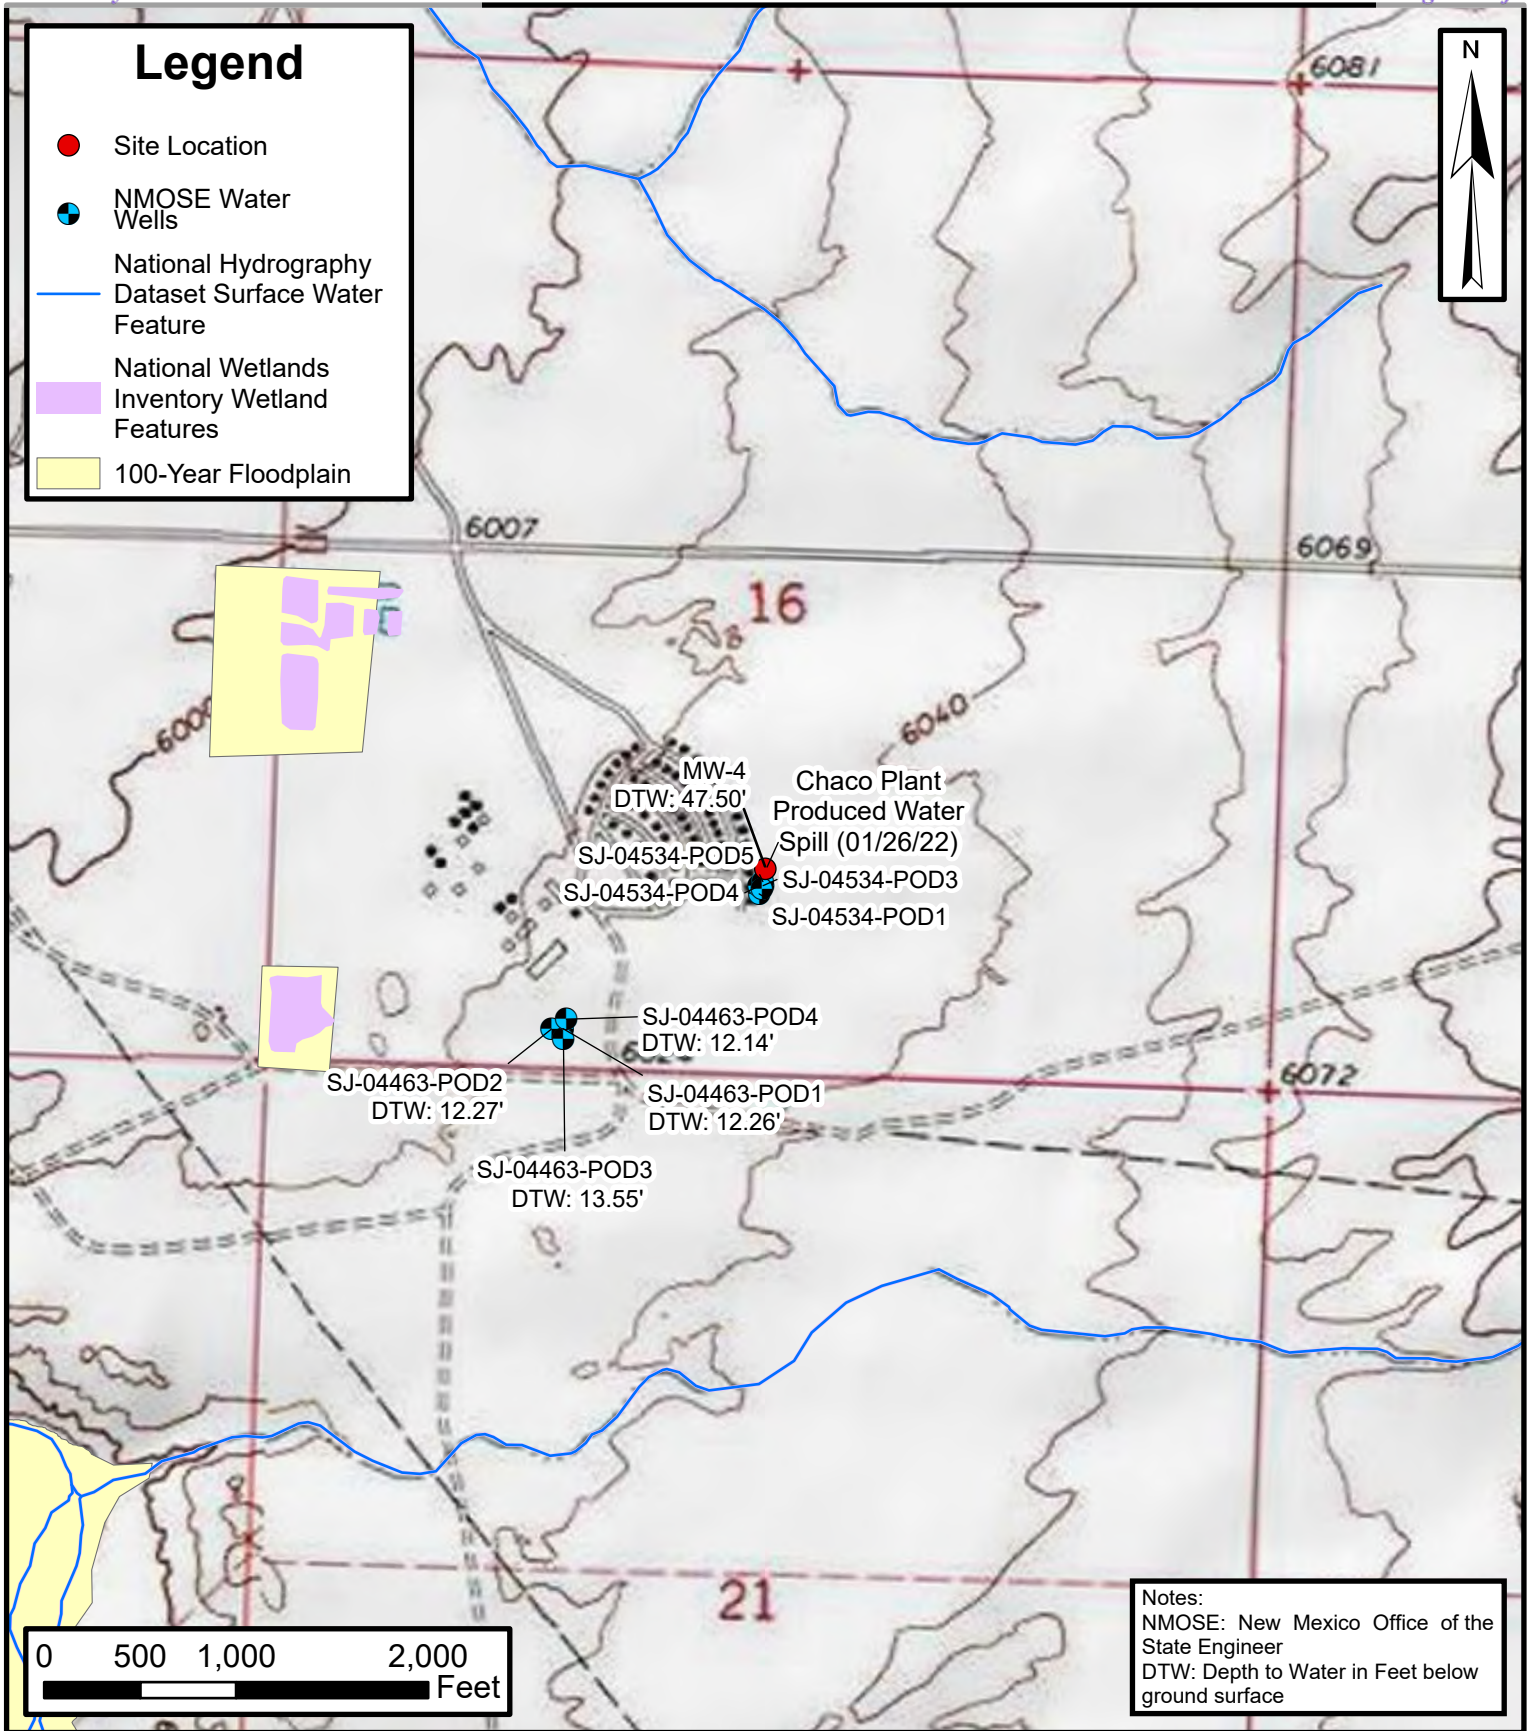 Legend
Site Location
NMOSE Water
Wells
National Hydrography
Dataset Surface Water
Feature
National Wetlands
Inventory Wetland
Features
100-Year Floodplain
N
6081
6007
6069
16
6040
MW-4
DTW: 47.50'
Chaco Plant
Produced Water
Spill (01/26/22)
SJ-04534-POD5
SJ-04534-POD3
SJ-04534-POD4
SJ-04534-POD1
SJ-04463-POD4
DTW: 12.14'
SJ-04463-POD2
DTW: 12.27'
SJ-04463-POD1
DTW: 12.26'
6072
SJ-04463-POD3
DTW: 13.55'
21
0 500 1,000 2,000
Feet
Notes:
NMOSE: New Mexico Office of the
State Engineer
DTW: Depth to Water in Feet below
ground surface